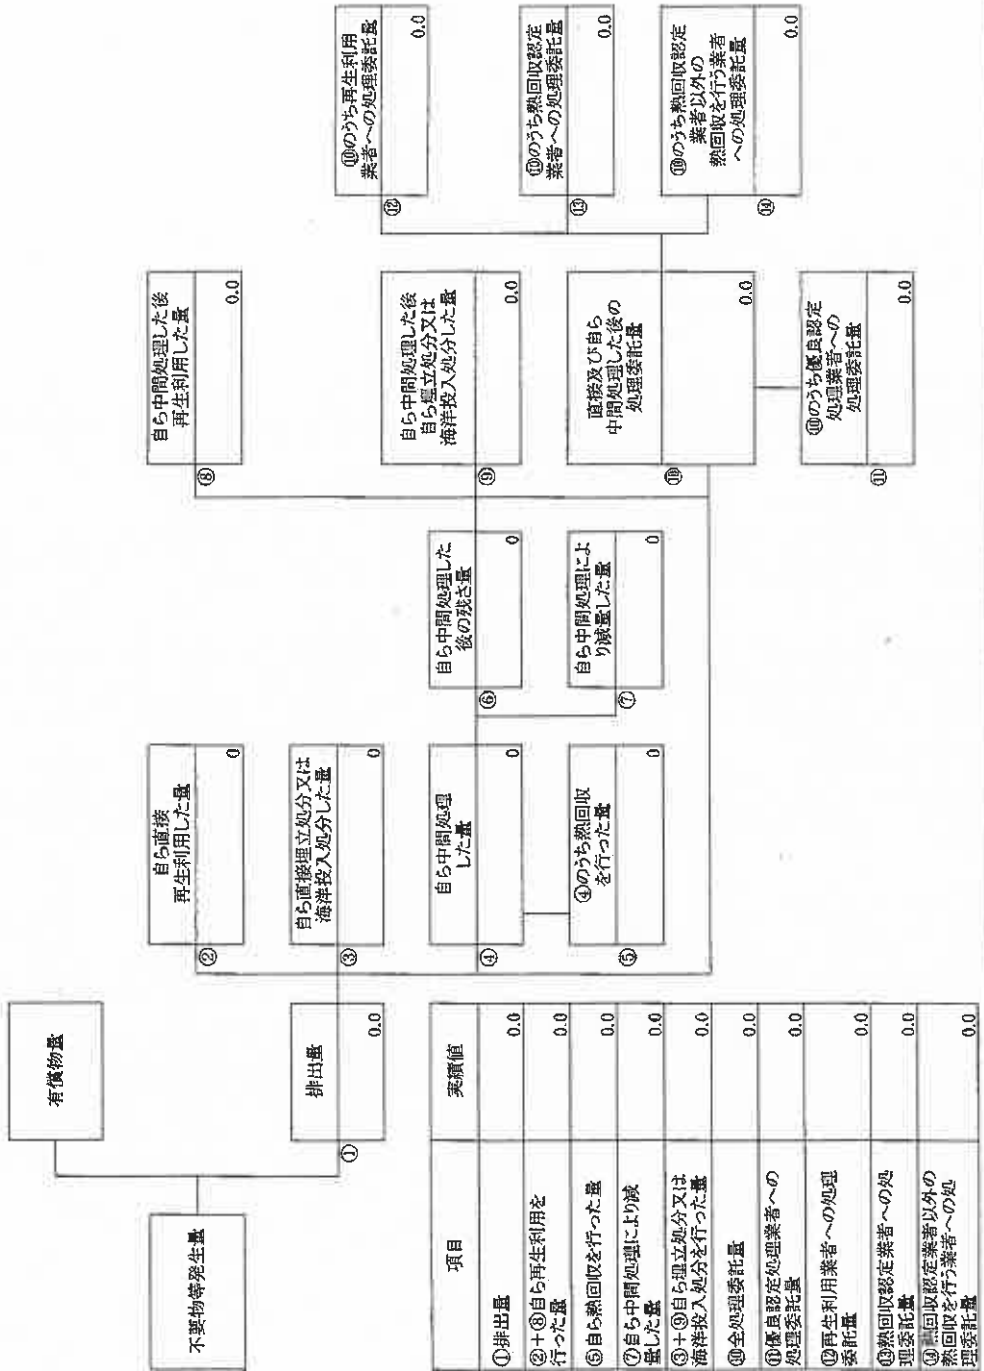 不要物等発生量
有償物量
①
排出量
0.0
②
自ら直接
再生利用した量
0
③
自ら直接埋立処分又は
海洋投入処分した量
0
④
自ら中間処理
した量
0
⑤
④のうち熱回収
を行った量
0
⑥
自ら中間処理した
後の残さ量
0
⑦
自ら中間処理によ
り減量した量
0
⑧
自ら中間処理した後
再生利用した量
0.0
⑨
自ら中間処理した後
自ら埋立処分又は
海洋投入処分した量
0.0
⑩
直接及び自ら
中間処理した後の
処理委託量
0.0
⑪
⑩のうち優良認定
処理業者への
処理委託量
0.0
⑫
⑩のうち再生利用
業者への処理委託量
0.0
⑬
⑩のうち熱回収認定
業者への処理委託量
0.0
⑭
⑩のうち熱回収認定
業者以外の
熱回収を行う業者
への処理委託量
0.0
項目 実績値
①排出量 0.0
②+⑧自ら再生利用を
行った量 0.0
⑤自ら熱回収を行った量 0.0
⑦自ら中間処理により減
量した量 0.0
③+⑨自ら埋立処分又は
海洋投入処分を行った量 0.0
⑩全処理委託量 0.0
⑪優良認定処理業者への
処理委託量 0.0
⑫再生利用業者への処理
委託量 0.0
⑬熱回収認定業者への処
理委託量 0.0
⑭熱回収認定業者以外の
熱回収を行う業者への処
理委託量 0.0